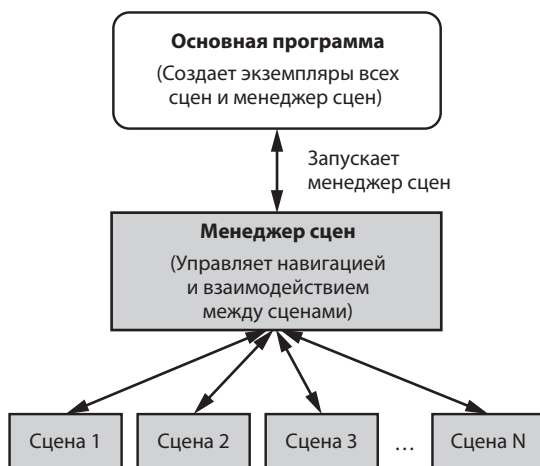 Основная программа
(Создает экземпляры всех
сцен и менеджер сцен)
Запускает
менеджер сцен
Менеджер сцен
(Управляет навигацией
и взаимодействием
между сценами)
Сцена 1
Сцена 2
Сцена 3
...
Сцена N